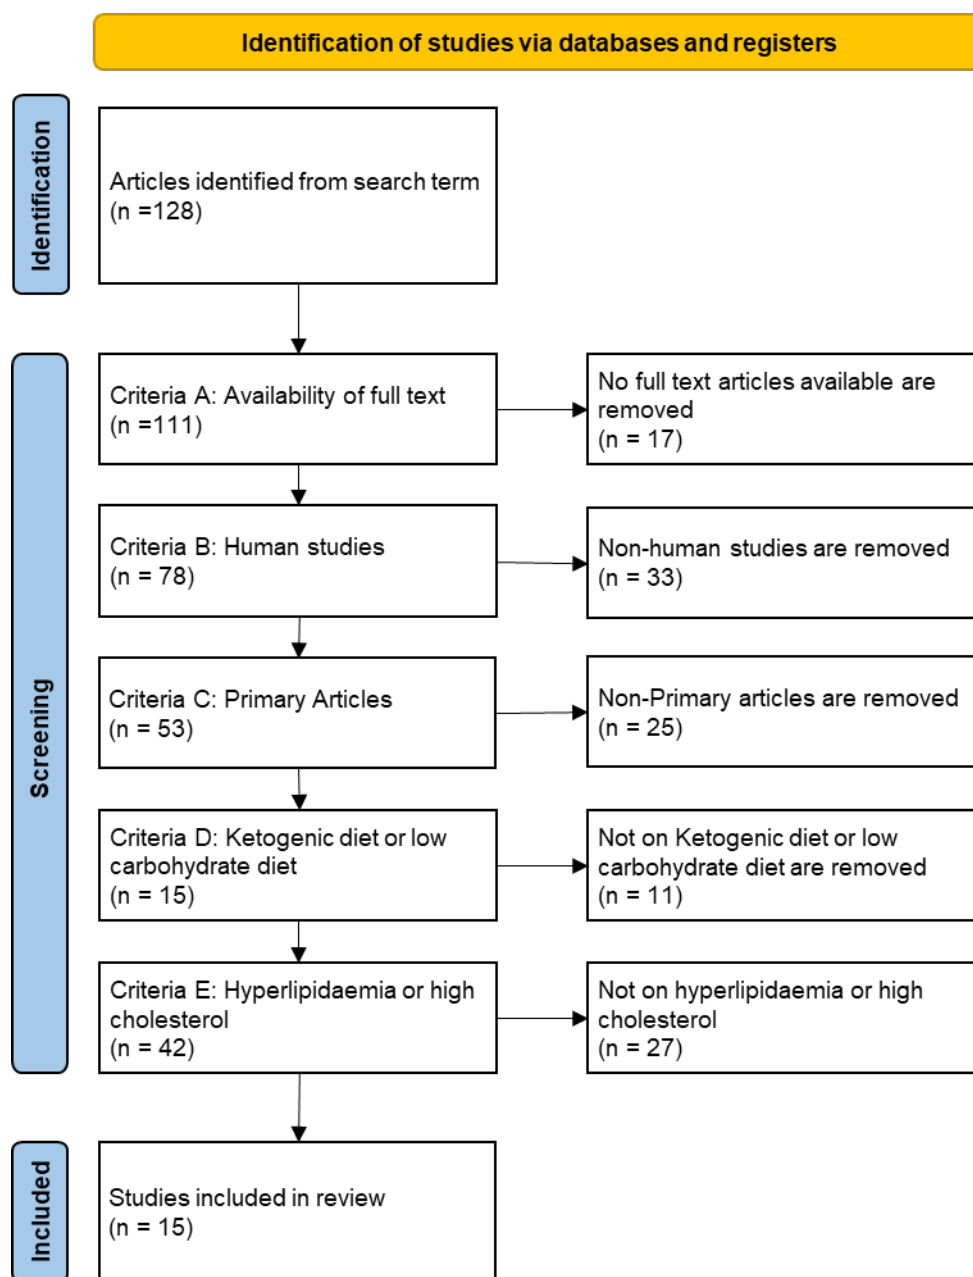 Identification of studies via databases and registers
Identification
Articles identified from search term
(n =128)
Screening
Criteria A: Availability of full text
(n =111)
No full text articles available are
removed
(n = 17)
Criteria B: Human studies
(n = 78)
Non-human studies are removed
(n = 33)
Criteria C: Primary Articles
(n = 53)
Non-Primary articles are removed
(n = 25)
Criteria D: Ketogenic diet or low
carbohydrate diet
(n = 15)
Not on Ketogenic diet or low
carbohydrate diet are removed
(n = 11)
Criteria E: Hyperlipidaemia or high
cholesterol
(n = 42)
Not on hyperlipidaemia or high
cholesterol
(n = 27)
Included
Studies included in review
(n = 15)